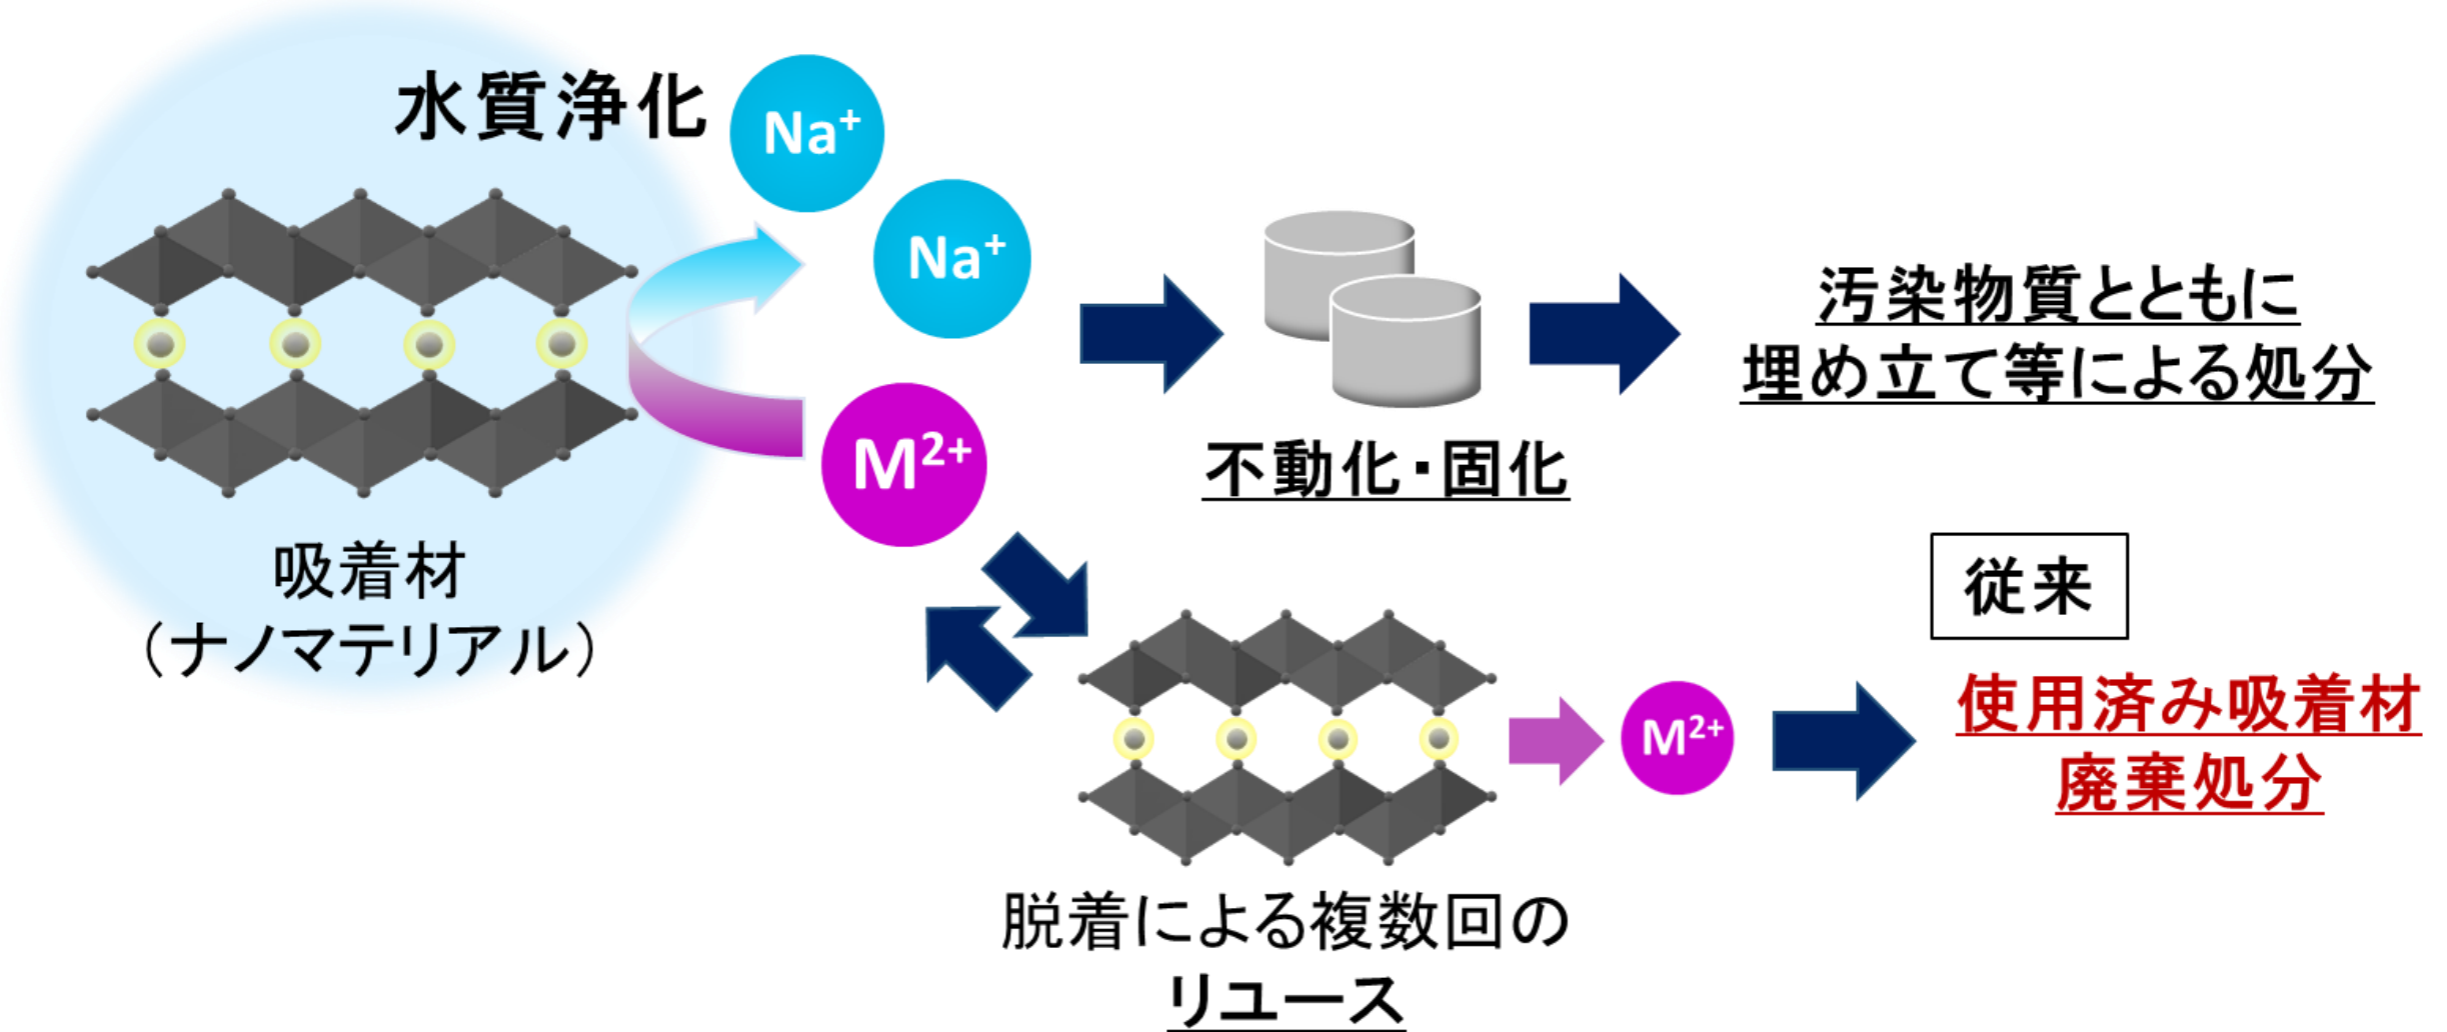 水質浄化
Na⁺
Na⁺
M²⁺
吸着材
（ナノマテリアル）
不動化・固化
汚染物質とともに
埋め立て等による処分
従来
使用済み吸着材
廃棄処分
M²⁺
脱着による複数回の
リユース